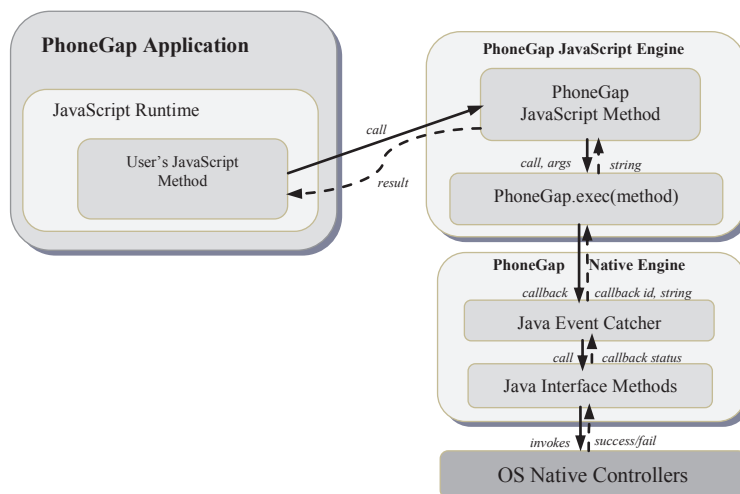 PhoneGap Application
JavaScript Runtime
User's JavaScript
Method
call
result
PhoneGap JavaScript Engine
PhoneGap
JavaScript Method
call, args
string
PhoneGap.exec(method)
PhoneGap Native Engine
callback
callback id, string
Java Event Catcher
call
callback status
Java Interface Methods
invokes
success/fail
OS Native Controllers